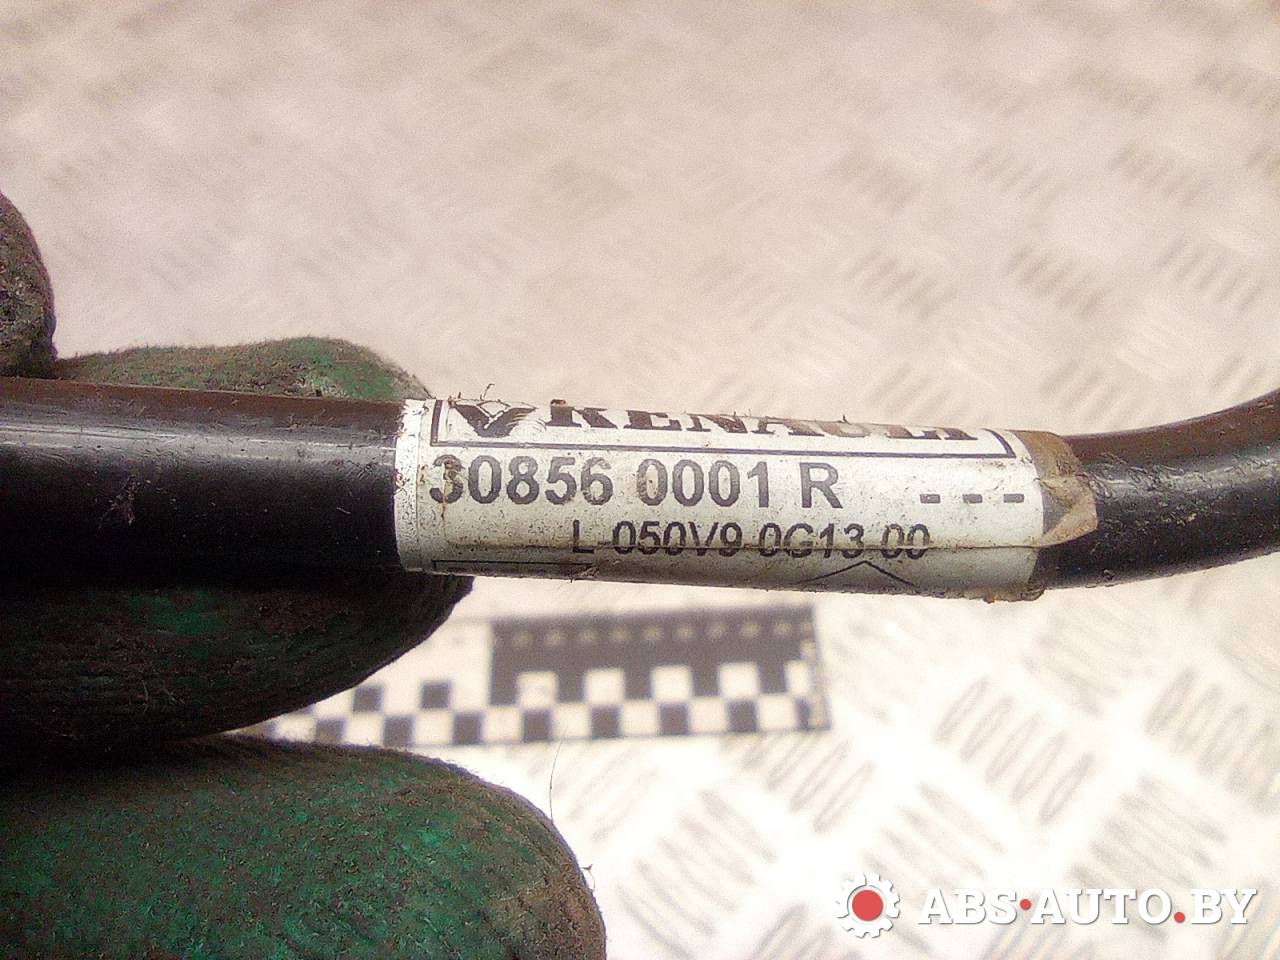 RENAULT
30856 0001 R ---
L-050V9 0G13 00
ABS·AUTO.BY